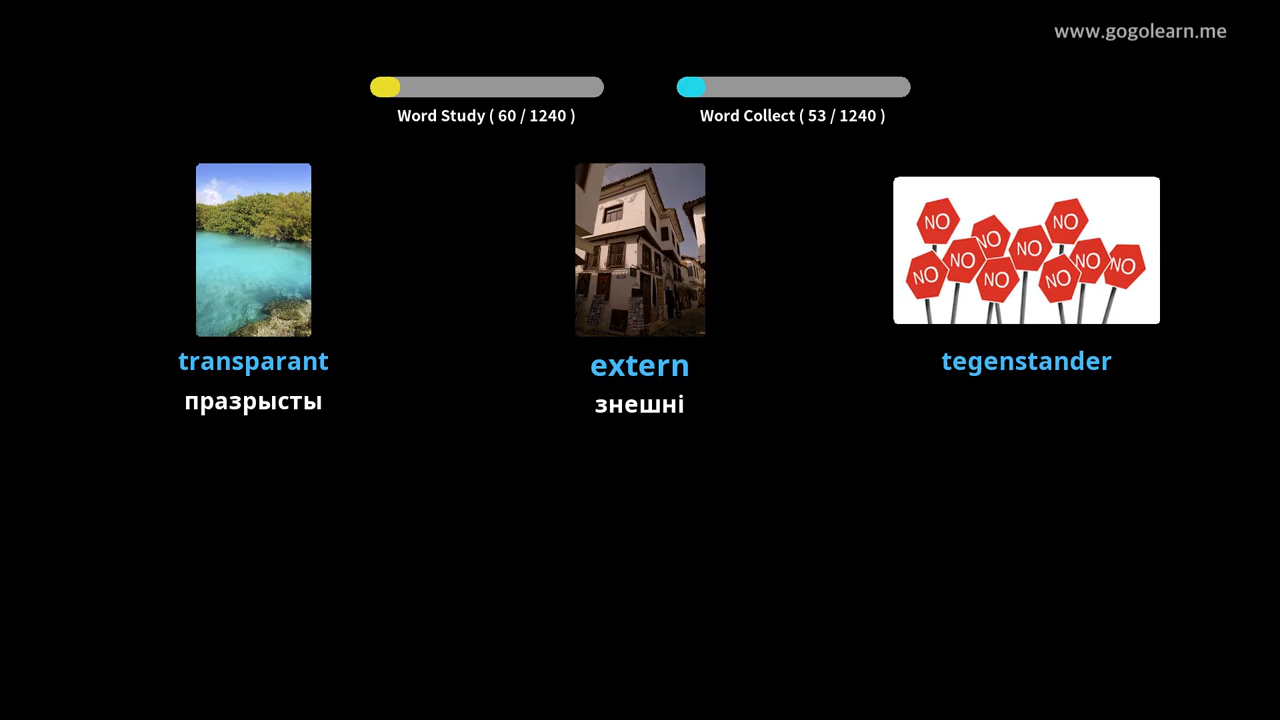 www.gogolearn.me
Word Study ( 60 / 1240 )
Word Collect ( 53 / 1240 )
NO
NO
NO
NO
NO
NO
NO
NO
NO
NO
transparant
extern
tegenstander
празрысты
знешні